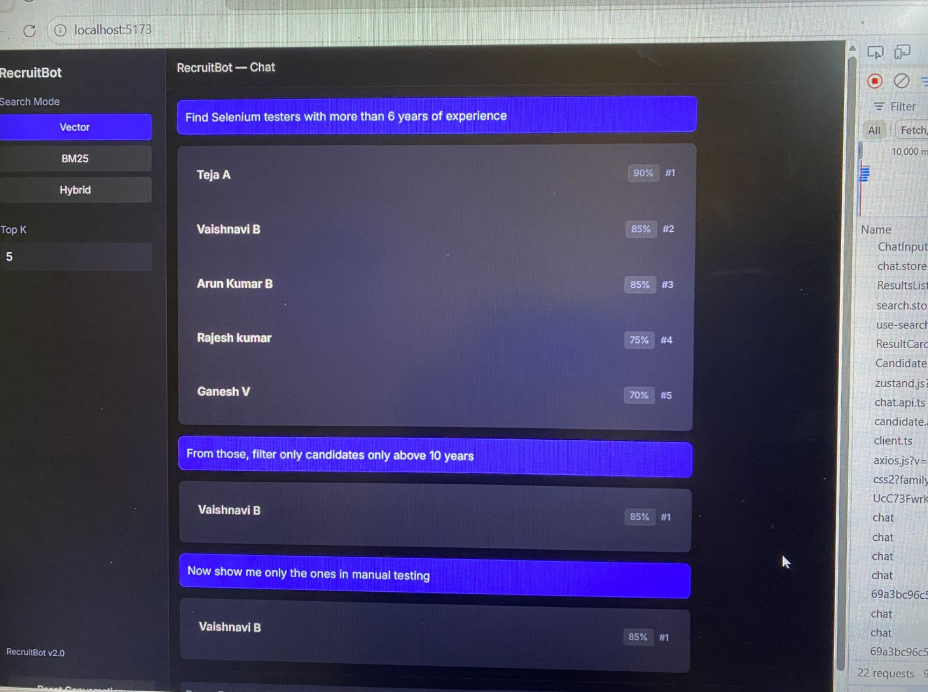 localhost:5173
RecruitBot
Search Mode
Vector
BM25
Hybrid
Top K
5
RecruitBot v2.0
RecruitBot — Chat
Find Selenium testers with more than 6 years of experience
Teja A 90% #1
Vaishnavi B 85% #2
Arun Kumar B 85% #3
Rajesh kumar 75% #4
Ganesh V 70% #5
From those, filter only candidates only above 10 years
Vaishnavi B 85% #1
Now show me only the ones in manual testing
Vaishnavi B 85% #1
Filter
All Fetch/
10,000 m
Name
ChatInput
chat.store
ResultsList
search.sto
use-search
ResultCard
Candidate
zustand.js?
chat.api.ts
candidate.
client.ts
axios.js?v=
css2?family
UcC73Fwrk
chat
chat
chat
chat
69a3bc96c5
chat
chat
69a3bc96c5
22 requests